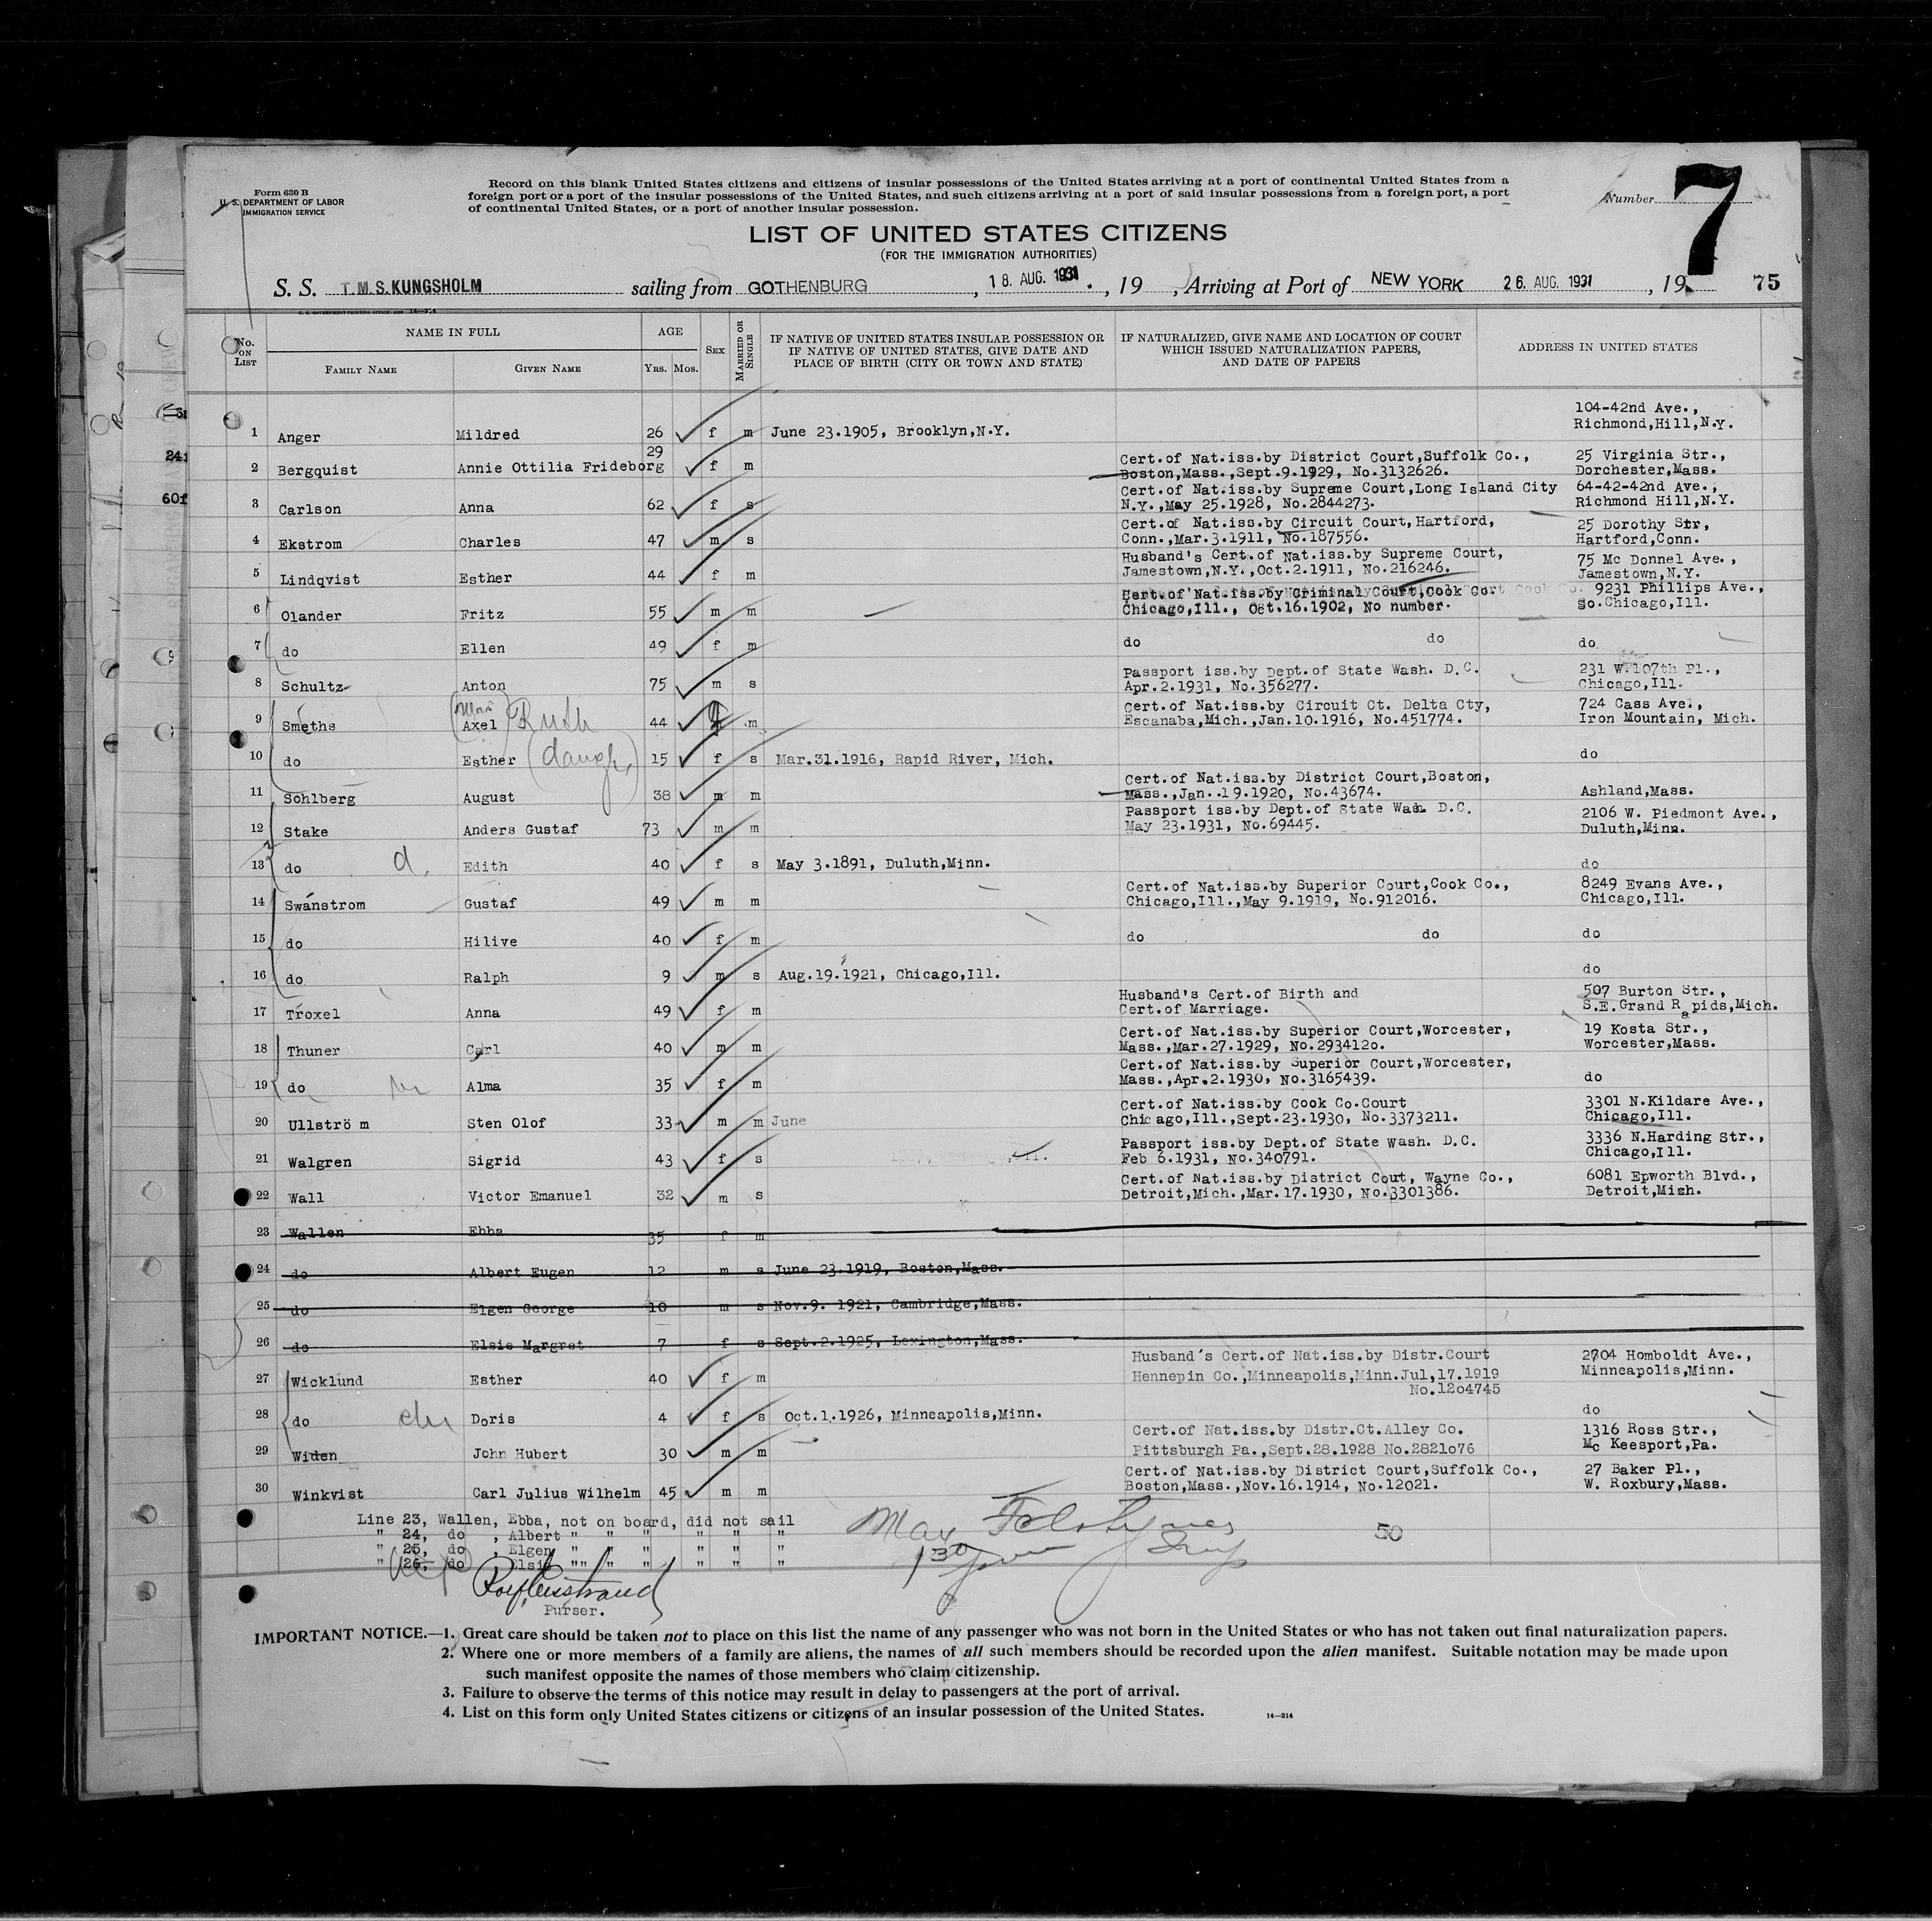 Form 630 B
U. S. DEPARTMENT OF LABOR
IMMIGRATION SERVICE
Record on this blank United States citizens and citizens of insular possessions of the United States arriving at a port of continental United States from a
foreign port or a port of the insular possessions of the United States, and such citizens arriving at a port of said insular possessions from a foreign port, a port
of continental United States, or a port of another insular possession.
Number 7
LIST OF UNITED STATES CITIZENS
(FOR THE IMMIGRATION AUTHORITIES)
S. S. T.M.S.KUNGSHOLM sailing from GOTHENBURG, 18. AUG. 1931., 19 , Arriving at Port of NEW YORK 26. AUG. 1931, 19 75
No. ON LIST
NAME IN FULL
FAMILY NAME GIVEN NAME
AGE
YRS. MOS.
SEX
MARRIED OR SINGLE
IF NATIVE OF UNITED STATES INSULAR POSSESSION OR
IF NATIVE OF UNITED STATES, GIVE DATE AND
PLACE OF BIRTH (CITY OR TOWN AND STATE)
IF NATURALIZED, GIVE NAME AND LOCATION OF COURT
WHICH ISSUED NATURALIZATION PAPERS,
AND DATE OF PAPERS
ADDRESS IN UNITED STATES
104-42nd Ave.,
1 Anger Mildred 26 f m June 23.1905, Brooklyn,N.Y. Richmond,Hill,N.Y.
29 Cert.of Nat.iss.by District Court,Suffolk Co., 25 Virginia Str.,
2 Bergquist Annie Ottilia Frideborg f m Boston,Mass.,Sept.9.1929, No.3132626. Dorchester,Mass.
Cert.of Nat.iss.by Supreme Court,Long Island City 64-42-42nd Ave.,
3 Carlson Anna 62 f s N.Y.,May 25.1928, No.2844273. Richmond Hill,N.Y.
Cert.of Nat.iss.by Circuit Court,Hartford, 25 Dorothy Str,
4 Ekstrom Charles 47 m s Conn.,Mar.3.1911, No.187556. Hartford,Conn.
Husband's Cert.of Nat.iss.by Supreme Court, 75 Mc Donnel Ave.,
5 Lindqvist Esther 44 f m Jamestown,N.Y.,Oct.2.1911, No.216246. Jamestown,N.Y.
Cert.of Nat.iss.by Criminal Court,Cook Co. 9231 Phillips Ave.,
6 Olander Fritz 55 m m Chicago,Ill., Oct.16.1902, No number. So.Chicago,Ill.
7 do Ellen 49 f m do do do
Passport iss.by Dept.of State Wash. D.C. 231 W.107th Pl.,
8 Schultz Anton 75 m s Apr.2.1931, No.356277. Chicago,Ill.
Cert.of Nat.iss.by Circuit Ct. Delta Cty, 724 Cass Ave.,
9 Smeths Axel Ruth 44 f m Escanaba,Mich.,Jan.10.1916, No.451774. Iron Mountain, Mich.
10 do Esther (daugh.) 15 f s Mar.31.1916, Rapid River, Mich. do
Cert.of Nat.iss.by District Court,Boston,
11 Sohlberg August 38 m m Mass.,Jan.19.1920, No.43674. Ashland,Mass.
Passport iss.by Dept.of State Wash D.C. 2106 W. Piedmont Ave.,
12 Stake Anders Gustaf 73 m m May 23.1931, No.69445. Duluth,Minn.
13 do d. Edith 40 f s May 3.1891, Duluth,Minn. do
Cert.of Nat.iss.by Superior Court,Cook Co., 8249 Evans Ave.,
14 Swanstrom Gustaf 49 m m Chicago,Ill.,May 9.1919, No.912016. Chicago,Ill.
15 do Hilive 40 f m do do do
16 do Ralph 9 m s Aug.19.1921, Chicago,Ill. do
Husband's Cert.of Birth and 507 Burton Str.,
17 Troxel Anna 49 f m Cert.of Marriage. S.E.Grand Rapids,Mich.
Cert.of Nat.iss.by Superior Court,Worcester, 19 Kosta Str.,
18 Thuner Carl 40 m m Mass.,Mar.27.1929, No.293412o. Worcester,Mass.
Cert.of Nat.iss.by Superior Court,Worcester,
19 do Alma 35 f m Mass.,Apr.2.1930, No.3165439. do
Cert.of Nat.iss.by Cook Co.Court 3301 N.Kildare Ave.,
20 Ullström Sten Olof 33 m m June Chicago,Ill.,Sept.23.1930, No.3373211. Chicago,Ill.
Passport iss.by Dept.of State Wash. D.C. 3336 N.Harding Str.,
21 Walgren Sigrid 43 f s Feb 6.1931, No.340791. Chicago,Ill.
Cert.of Nat.iss.by District Cout, Wayne Co., 6081 Epworth Blvd.,
22 Wall Victor Emanuel 32 m s Detroit,Mich.,Mar.17.1930, No.3301386. Detroit,Mich.
23 Wallen Ebba 35 f m
24 do Albert Eugen 12 m s June 23.1919, Boston,Mass.
25 do Elgen George 10 m s Nov.9. 1921, Cambridge,Mass.
26 do Elsie Margret 7 f s Sept.2.1925, Lexington,Mass.
Husband's Cert.of Nat.iss.by Distr.Court 2704 Homboldt Ave.,
27 Wicklund Esther 40 f m Hennepin Co.,Minneapolis,Minn.Jul,17.1919 Minneapolis,Minn.
No.12o4745
28 do ch Doris 4 f s Oct.1.1926, Minneapolis,Minn. do
Cert.of Nat.iss.by Distr.Ct.Alley Co. 1316 Ross Str.,
29 Widen John Hubert 30 m m Pittsburgh Pa.,Sept.28.1928 No.2821o76 Mc Keesport,Pa.
Cert.of Nat.iss.by District Court,Suffolk Co., 27 Baker Pl.,
30 Winkvist Carl Julius Wilhelm 45 m m Boston,Mass.,Nov.16.1914, No.12021. W. Roxbury,Mass.
Line 23, Wallen, Ebba, not on board, did not sail
" 24, do , Albert " " " " " "
" 25, do , Elgen " " " " " "
" 26, do Elsie "" " " " " "
50
Purser.
IMPORTANT NOTICE.—1. Great care should be taken not to place on this list the name of any passenger who was not born in the United States or who has not taken out final naturalization papers.
2. Where one or more members of a family are aliens, the names of all such members should be recorded upon the alien manifest. Suitable notation may be made upon
such manifest opposite the names of those members who claim citizenship.
3. Failure to observe the terms of this notice may result in delay to passengers at the port of arrival.
4. List on this form only United States citizens or citizens of an insular possession of the United States.
14—214